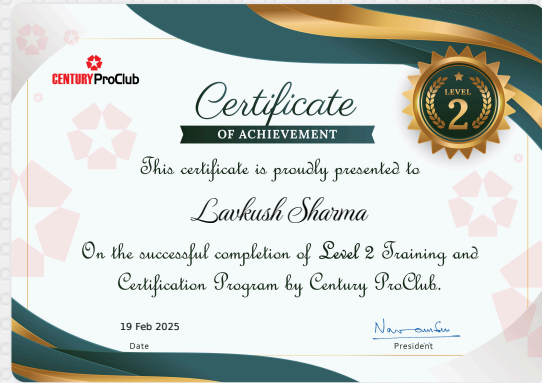 CENTURY ProClub
Certificate
OF ACHIEVEMENT
LEVEL
2
This certificate is proudly presented to
Lavkush Sharma
On the successful completion of Level 2 Training and
Certification Program by Century ProClub.
19 Feb 2025
Date
President